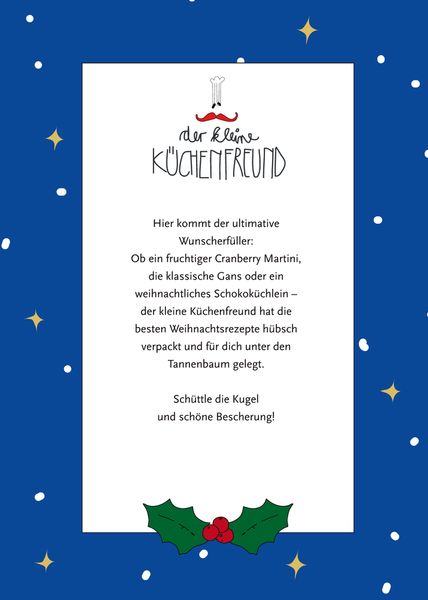 der kleine
KÜCHENFREUND
Hier kommt der ultimative
Wunscherfüller:
Ob ein fruchtiger Cranberry Martini,
die klassische Gans oder ein
weihnachtliches Schokoküchlein –
der kleine Küchenfreund hat die
besten Weihnachtsrezepte hübsch
verpackt und für dich unter den
Tannenbaum gelegt.
Schüttle die Kugel
und schöne Bescherung!